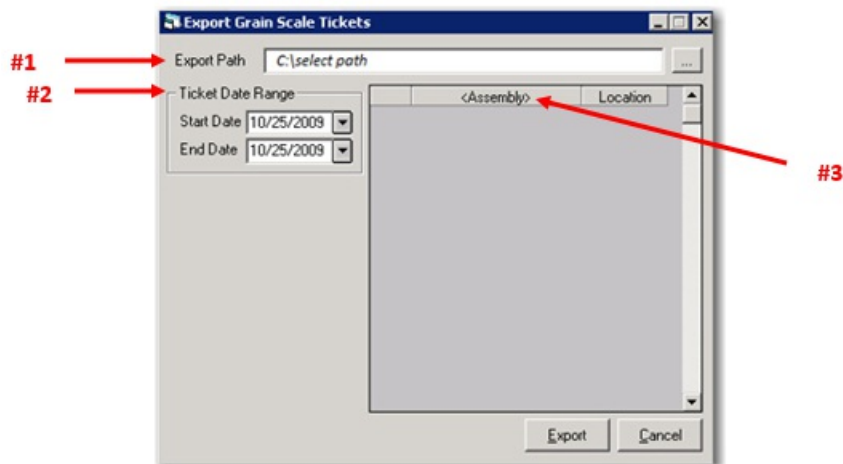 Export Grain Scale Tickets
#1
Export Path C:\select path ...
#2
Ticket Date Range
<Assembly> Location
Start Date 10/25/2009
End Date 10/25/2009
#3
Export Cancel